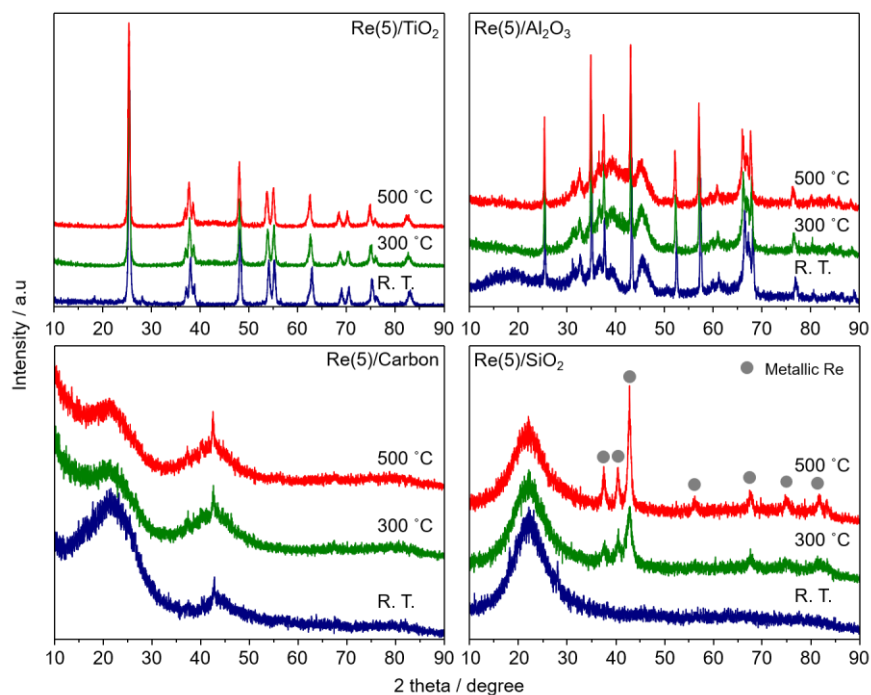 Re(5)/TiO₂
500 ˚C
300 ˚C
R. T.
10 20 30 40 50 60 70 80 90
Re(5)/Al₂O₃
500 ˚C
300 ˚C
R. T.
10 20 30 40 50 60 70 80 90
Intensity / a.u
Re(5)/Carbon
500 ˚C
300 ˚C
R. T.
10 20 30 40 50 60 70 80 90
Re(5)/SiO₂
Metallic Re
500 ˚C
300 ˚C
R. T.
10 20 30 40 50 60 70 80 90
2 theta / degree